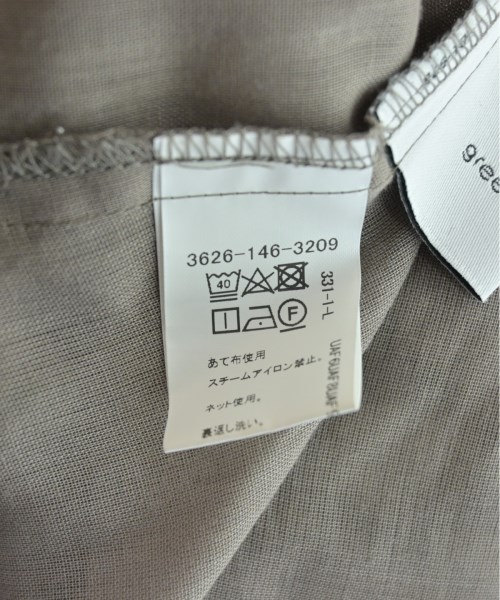 3626-146-3209
40
F
331-I-L
あて布使用
スチームアイロン禁止。
ネット使用。
裏返し洗い。
gree